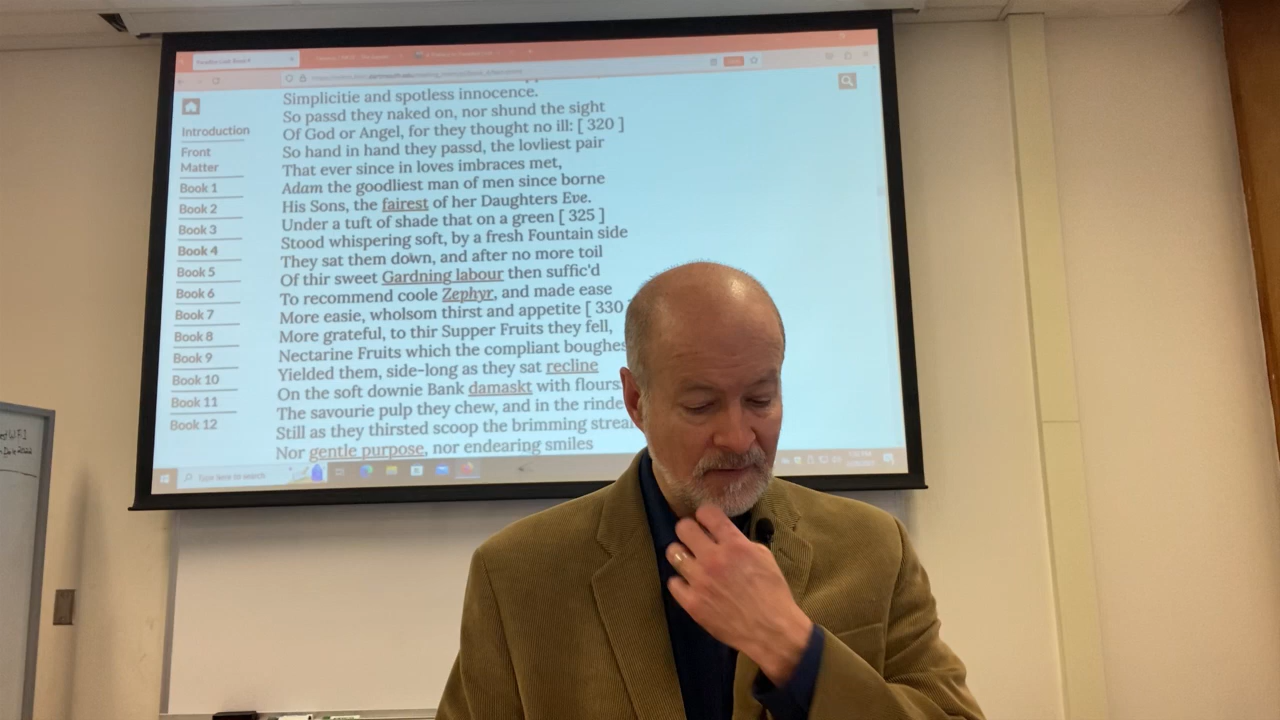 Paradise Lost: Book 4
Simplicitie and spotless innocence.
So passd they naked on, nor shund the sight
Of God or Angel, for they thought no ill: [ 320 ]
So hand in hand they passd, the lovliest pair
That ever since in loves imbraces met,
Adam the goodliest man of men since borne
His Sons, the fairest of her Daughters Eve.
Under a tuft of shade that on a green [ 325 ]
Stood whispering soft, by a fresh Fountain side
They sat them down, and after no more toil
Of thir sweet Gardning labour then suffic'd
To recommend coole Zephyr, and made ease
More easie, wholsom thirst and appetite [ 330
More grateful, to thir Supper Fruits they fell,
Nectarine Fruits which the compliant boughes
Yielded them, side-long as they sat recline
On the soft downie Bank damaskt with flours
The savourie pulp they chew, and in the rinde
Still as they thirsted scoop the brimming strea
Nor gentle purpose, nor endearing smiles
Introduction
Front
Matter
Book 1
Book 2
Book 3
Book 4
Book 5
Book 6
Book 7
Book 8
Book 9
Book 10
Book 11
Book 12
Type here to search